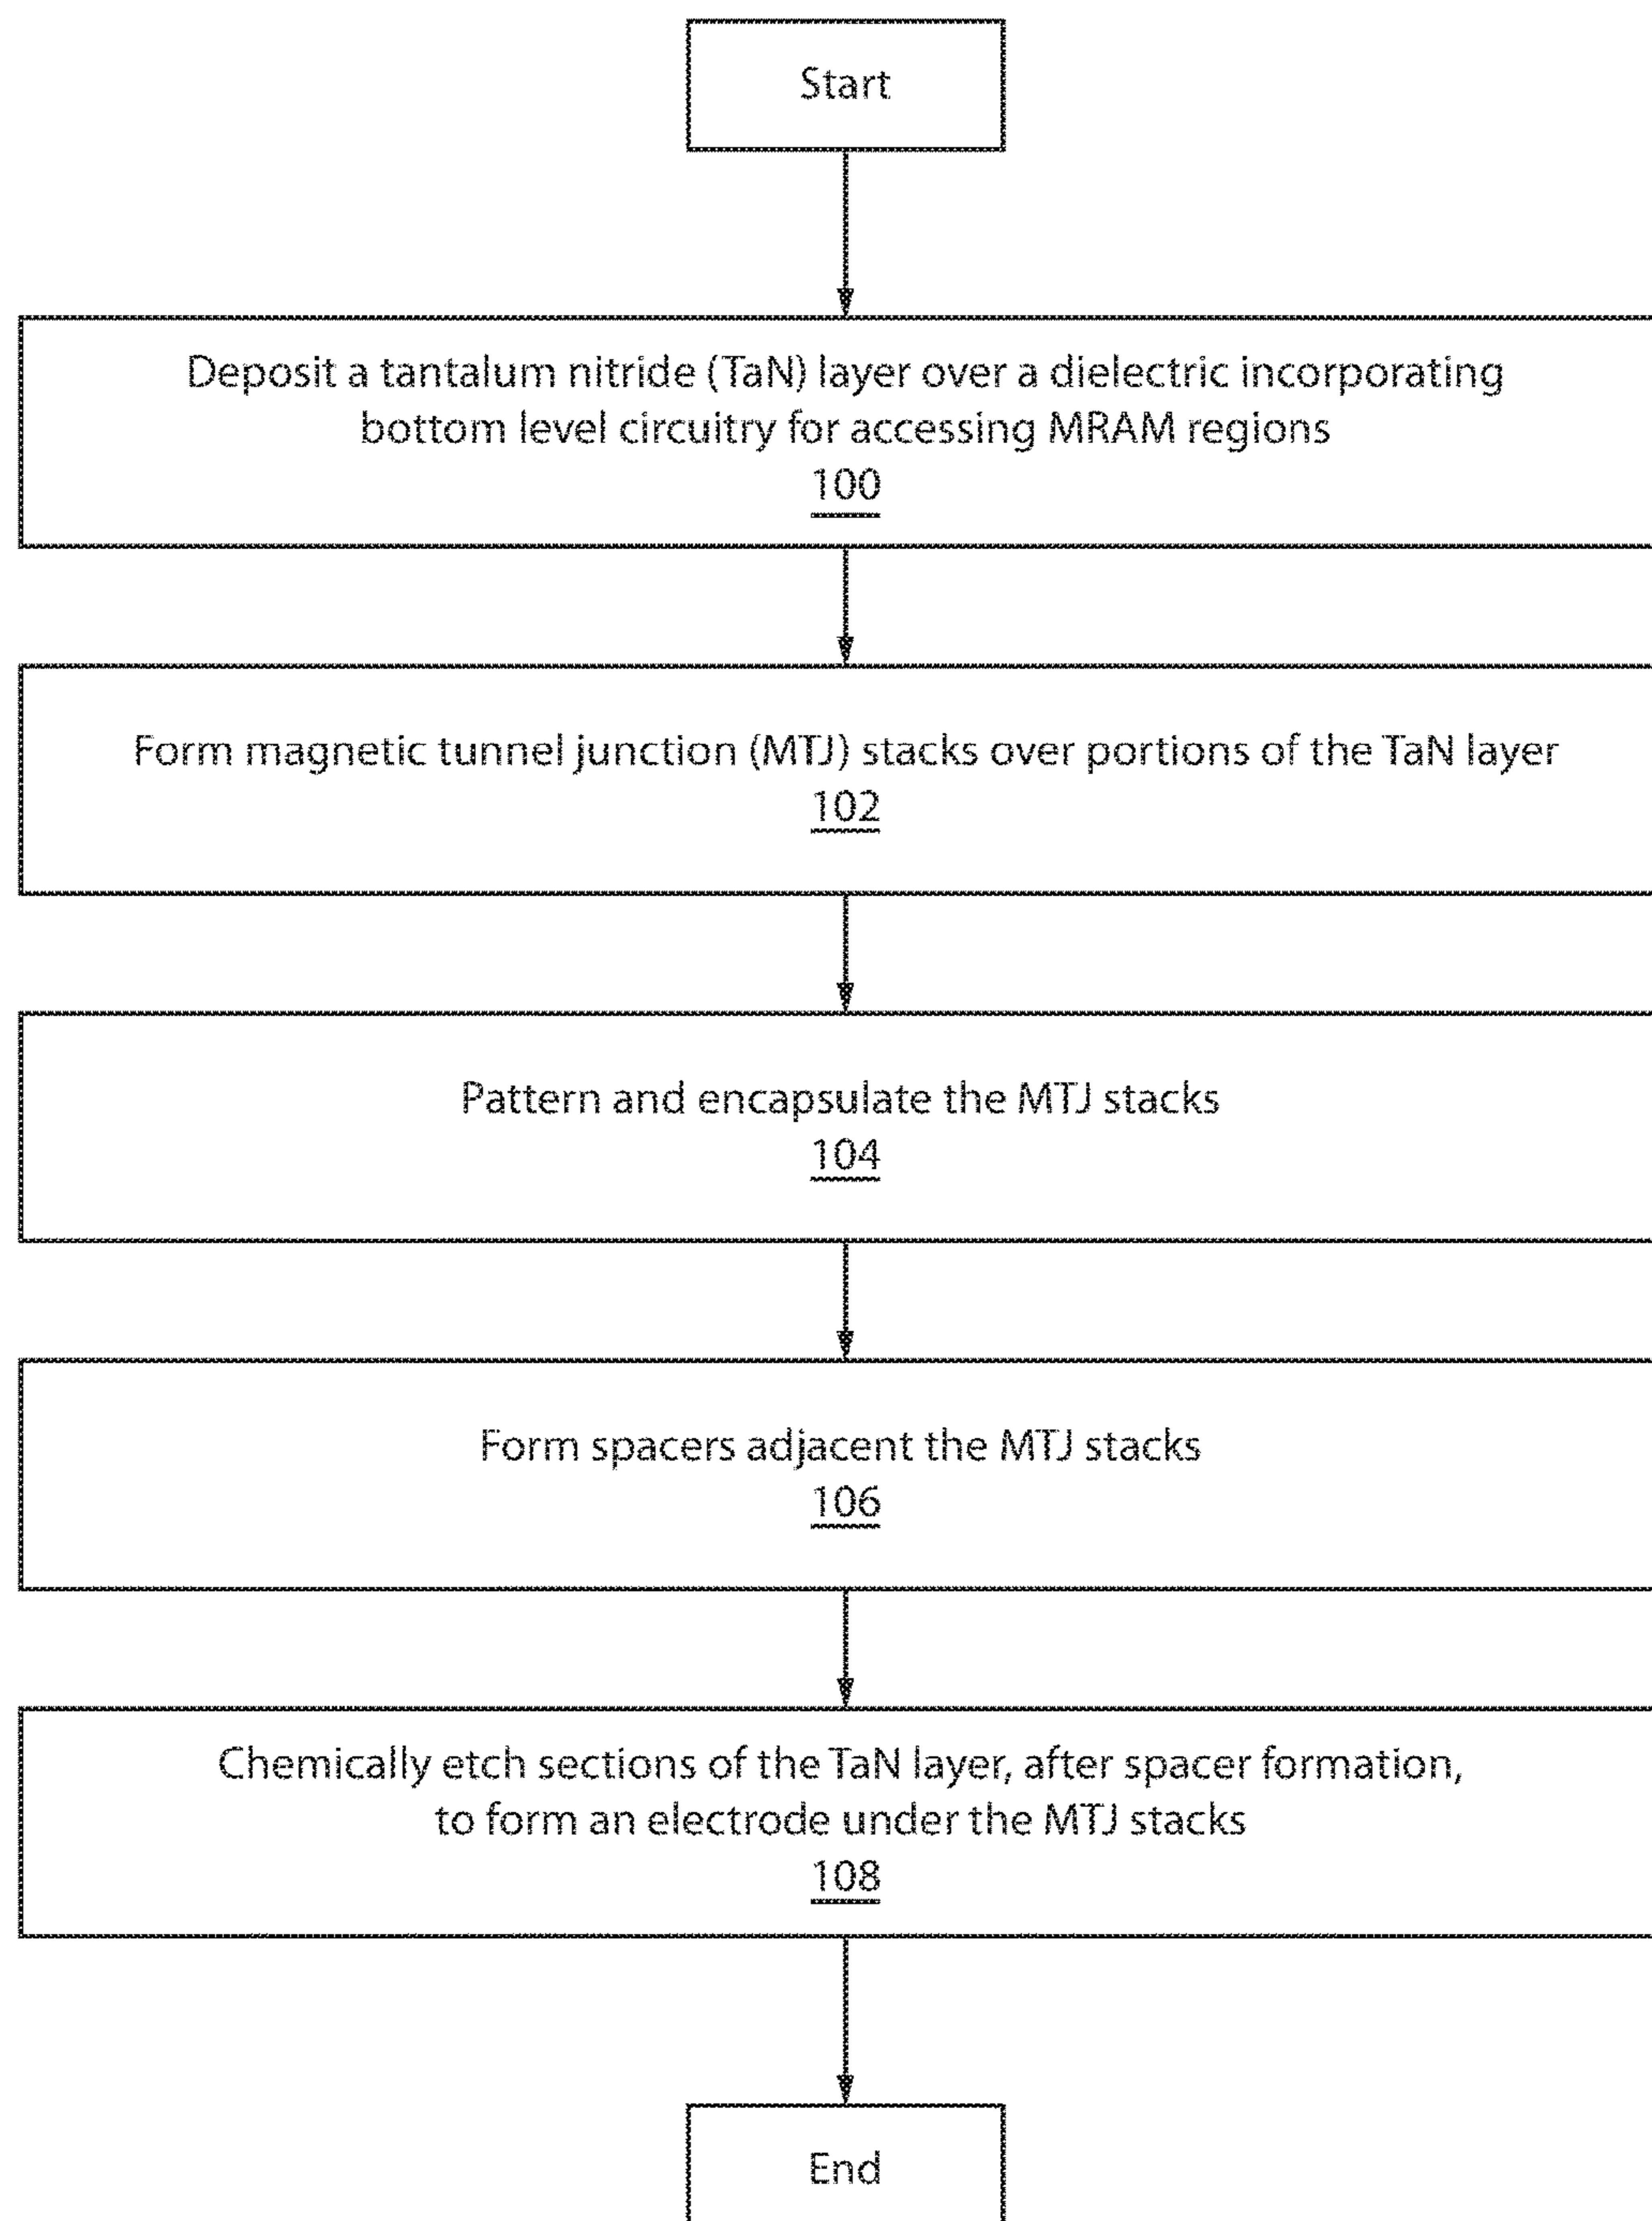 Start
Deposit a tantalum nitride (TaN) layer over a dielectric incorporating
bottom level circuitry for accessing MRAM regions
100
Form magnetic tunnel junction (MTJ) stacks over portions of the TaN layer
102
Pattern and encapsulate the MTJ stacks
104
Form spacers adjacent the MTJ stacks
106
Chemically etch sections of the TaN layer, after spacer formation,
to form an electrode under the MTJ stacks
108
End